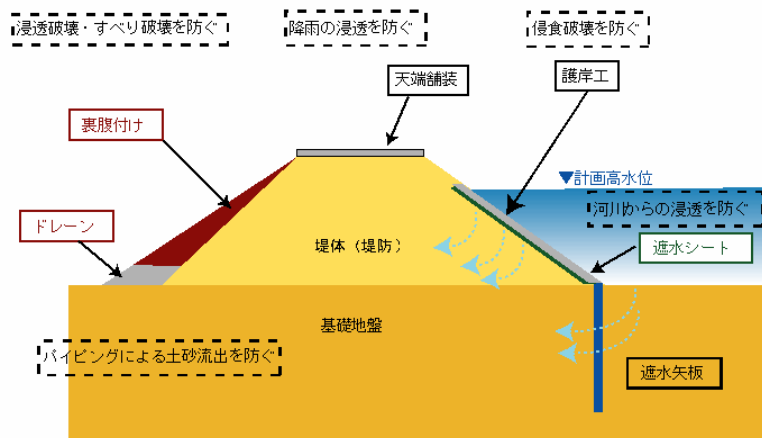 浸透破壊・すべり破壊を防ぐ
降雨の浸透を防ぐ
侵食破壊を防ぐ
天端舗装
護岸工
裏腹付け
▼計画高水位
河川からの浸透を防ぐ
ドレーン
堤体（堤防）
遮水シート
基礎地盤
パイピングによる土砂流出を防ぐ
遮水矢板